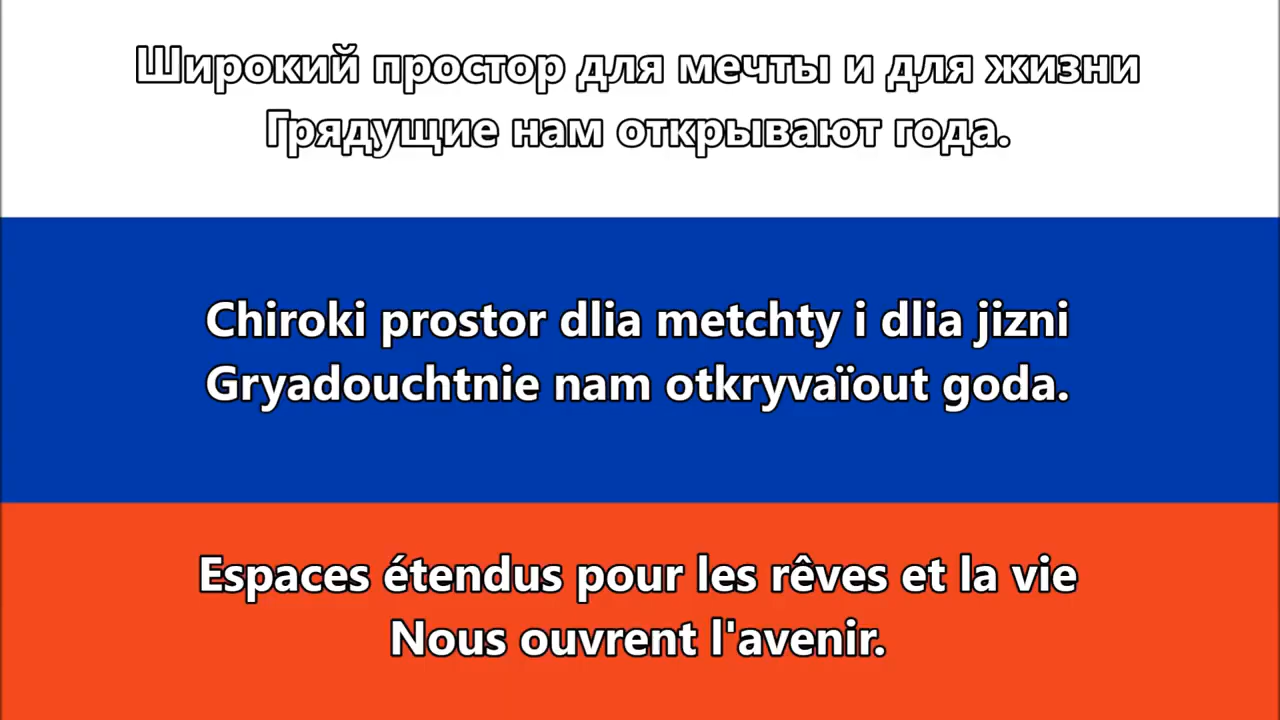 Широкий простор для мечты и для жизни
Грядущие нам открывают года.
Chiroki prostor dlia metchty i dlia jizni
Gryadouchtnie nam otkryvaïout goda.
Espaces étendus pour les rêves et la vie
Nous ouvrent l'avenir.